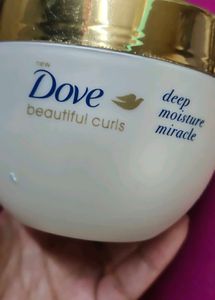 new
Dove
beautiful curls
deep
moisture
miracle